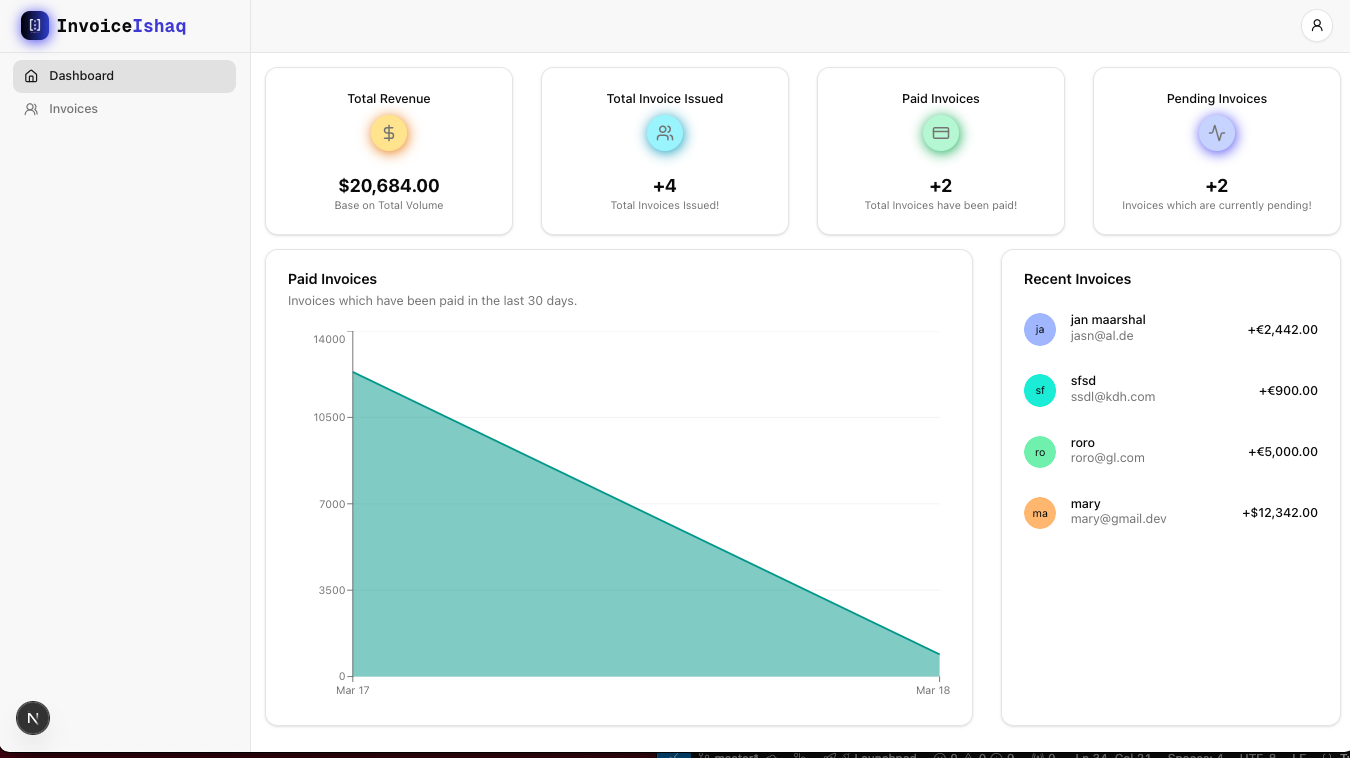 [:] InvoiceIshaq
Dashboard
Invoices
Total Revenue
$20,684.00
Base on Total Volume
Total Invoice Issued
+4
Total Invoices Issued!
Paid Invoices
+2
Total Invoices have been paid!
Pending Invoices
+2
Invoices which are currently pending!
Paid Invoices
Invoices which have been paid in the last 30 days.
14000
10500
7000
3500
0
Mar 17
Mar 18
Recent Invoices
ja
jan maarshal
jasn@al.de
+€2,442.00
sf
sfsd
ssdl@kdh.com
+€900.00
ro
roro
roro@gl.com
+€5,000.00
ma
mary
mary@gmail.dev
+$12,342.00
N